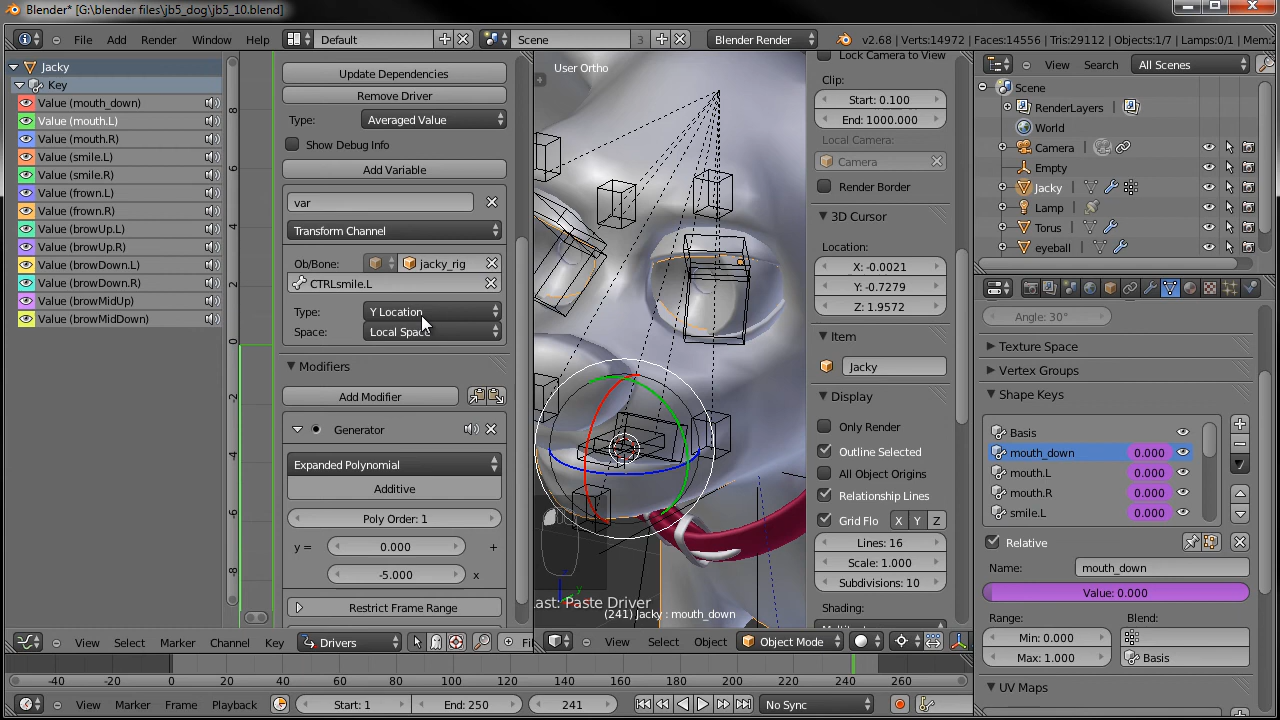 Blender* [G:\blender files\jb5_dog\jb5_10.blend]
File Add Render Window Help Default Scene 3 Blender Render v2.68 | Verts:14972 | Faces:14556 | Tris:29112 | Objects:1/7 | Lamps:0/1 | Mem:
Jacky
Key
Value (mouth_down)
Value (mouth.L)
Value (mouth.R)
Value (smile.L)
Value (smile.R)
Value (frown.L)
Value (frown.R)
Value (browUp.L)
Value (browUp.R)
Value (browDown.L)
Value (browDown.R)
Value (browMidUp)
Value (browMidDown)
8
6
4
2
0
-2
-4
-6
-8
Update Dependencies
Remove Driver
Type: Averaged Value
Show Debug Info
Add Variable
var
Transform Channel
Ob/Bone: jacky_rig
CTRLsmile.L
Type: Y Location
Space: Local Space
Modifiers
Add Modifier
Generator
Expanded Polynomial
Additive
Poly Order: 1
y = 0.000 +
-5.000 x
Restrict Frame Range
View Select Marker Channel Key Drivers
User Ortho
Last: Paste Driver
(241) Jacky : mouth_down
View Select Object Object Mode
Lock Camera to View
Clip:
Start: 0.100
End: 1000.000
Local Camera:
Camera
Render Border
3D Cursor
Location:
X: -0.0021
Y: -0.7279
Z: 1.9572
Item
Jacky
Display
Only Render
Outline Selected
All Object Origins
Relationship Lines
Grid Flo X Y Z
Lines: 16
Scale: 1.000
Subdivisions: 10
Shading:
View Search All Scenes
Scene
RenderLayers
World
Camera
Empty
Jacky
Lamp
Torus
eyeball
Angle: 30°
Texture Space
Vertex Groups
Shape Keys
Basis
mouth_down 0.000
mouth.L 0.000
mouth.R 0.000
smile.L 0.000
Relative
Name: mouth_down
Value: 0.000
Range: Blend:
Min: 0.000
Max: 1.000 Basis
UV Maps
-40 -20 0 20 40 60 80 100 120 140 160 180 200 220 240 260
View Marker Frame Playback Start: 1 End: 250 241 No Sync